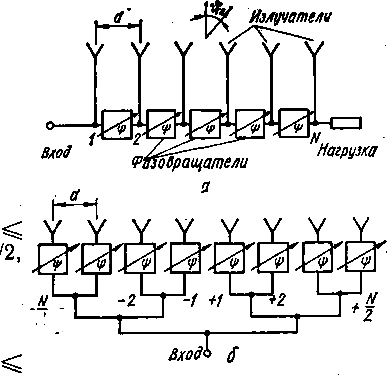 d
Излучатели
ψ ψ ψ ψ ψ
1 2 N
Вход Фазовращатели Нагрузка
а
≤
d
/2,
ψ ψ ψ ψ ψ ψ ψ ψ
-2 -1 +1 +2 +N/2
Вход б
≤